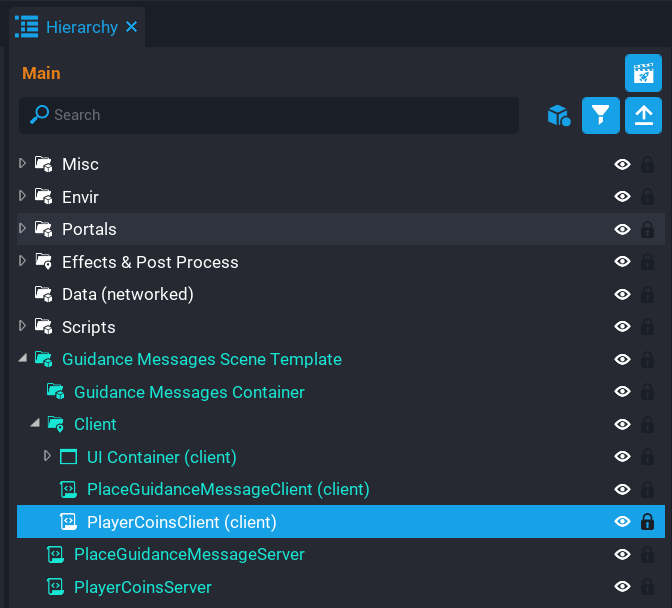 Hierarchy
Main
Search
Misc
Envir
Portals
Effects & Post Process
Data (networked)
Scripts
Guidance Messages Scene Template
Guidance Messages Container
Client
UI Container (client)
PlaceGuidanceMessageClient (client)
PlayerCoinsClient (client)
PlaceGuidanceMessageServer
PlayerCoinsServer